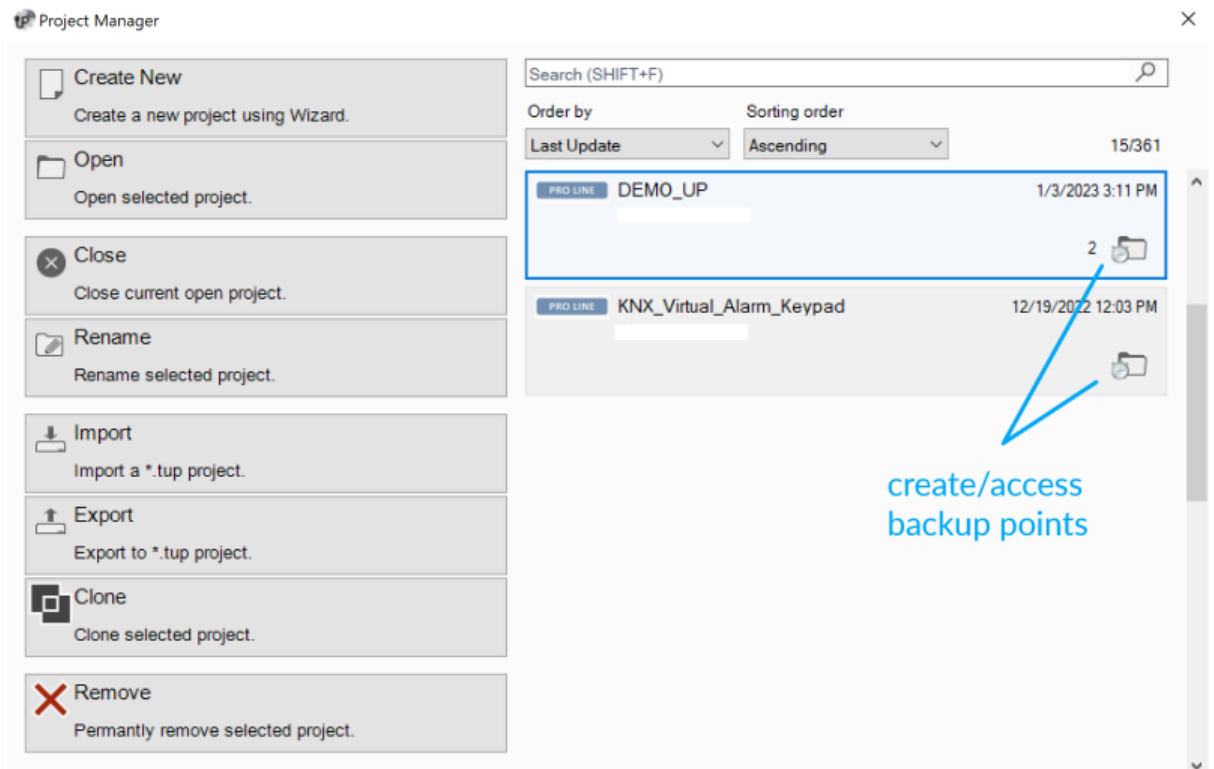 Project Manager
Create New
Create a new project using Wizard.
Open
Open selected project.
Close
Close current open project.
Rename
Rename selected project.
Import
Import a *.tup project.
Export
Export to *.tup project.
Clone
Clone selected project.
Remove
Permantly remove selected project.
Search (SHIFT+F)
Order by Sorting order
Last Update Ascending 15/361
PRO LINE DEMO_UP 1/3/2023 3:11 PM
2
PRO LINE KNX_Virtual_Alarm_Keypad 12/19/2022 12:03 PM
create/access
backup points